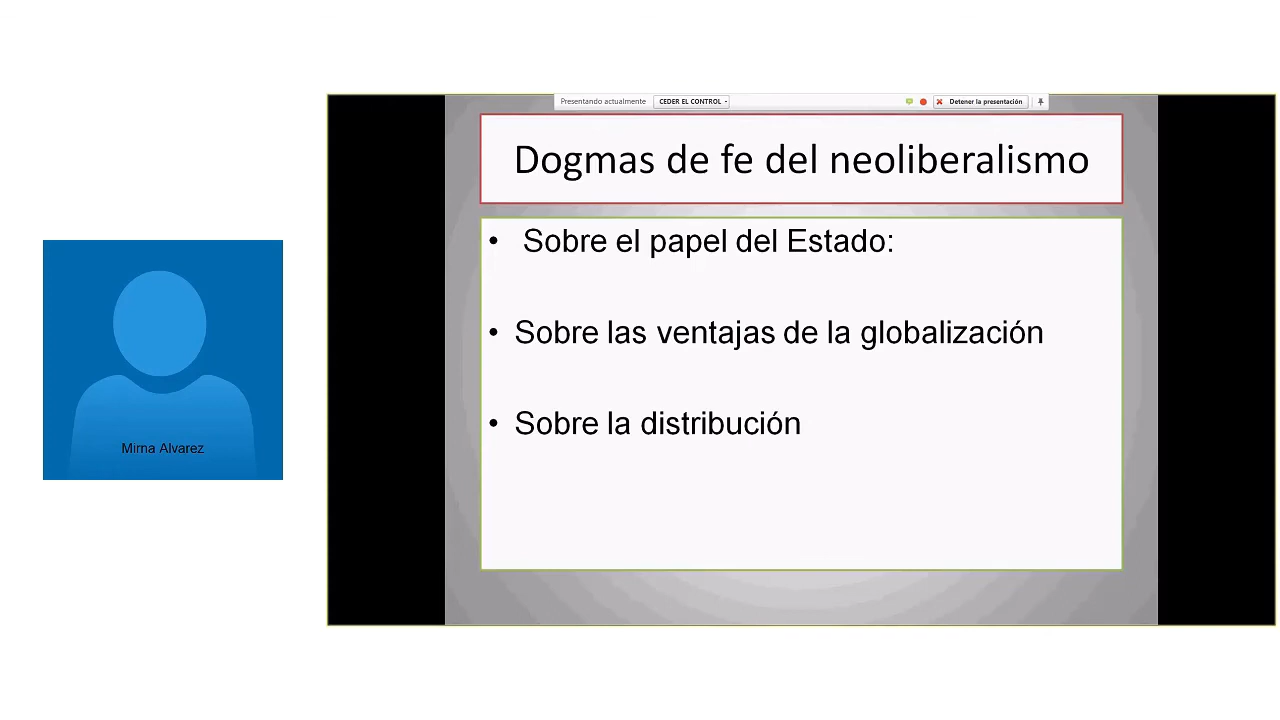 Presentando actualmente CEDER EL CONTROL Detener la presentación
Dogmas de fe del neoliberalismo
• Sobre el papel del Estado:
• Sobre las ventajas de la globalización
• Sobre la distribución
Mirna Alvarez